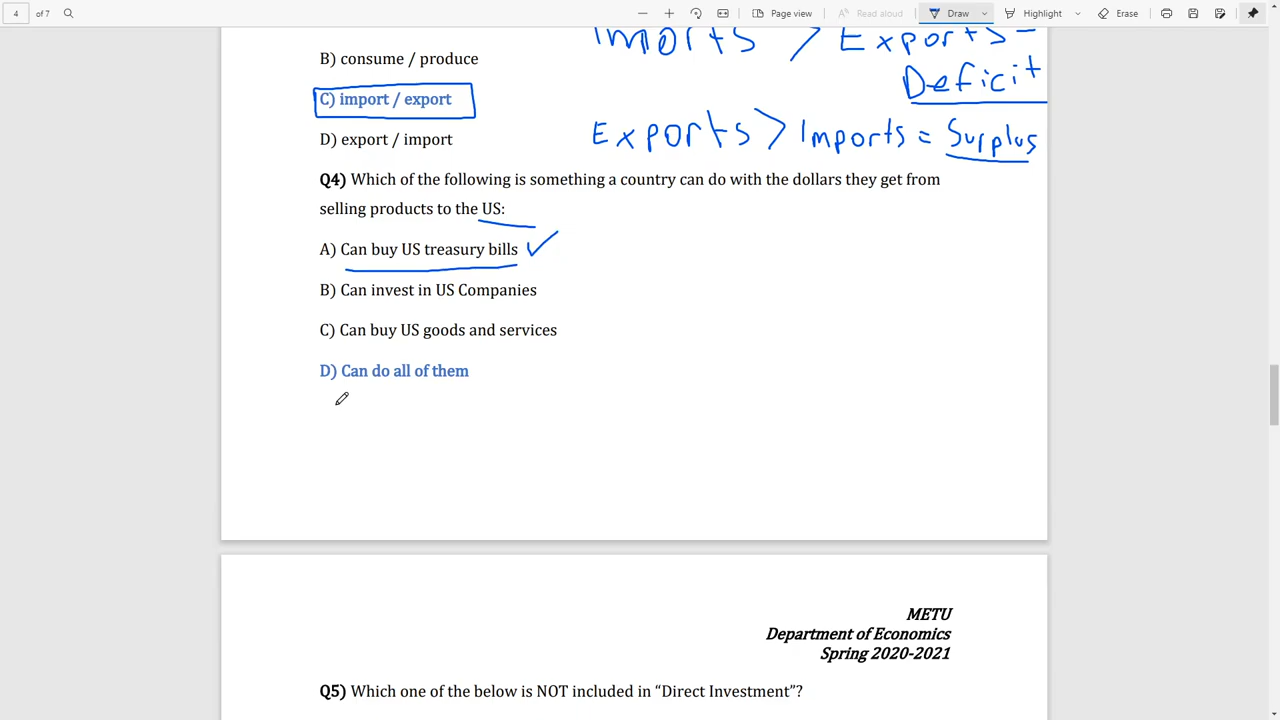 4 of 7 Page view Read aloud Draw Highlight Erase
Imports > Exports =
Deficit
B) consume / produce
C) import / export
Exports > Imports = Surplus
D) export / import
Q4) Which of the following is something a country can do with the dollars they get from
selling products to the US:
A) Can buy US treasury bills
B) Can invest in US Companies
C) Can buy US goods and services
D) Can do all of them
METU
Department of Economics
Spring 2020-2021
Q5) Which one of the below is NOT included in “Direct Investment”?